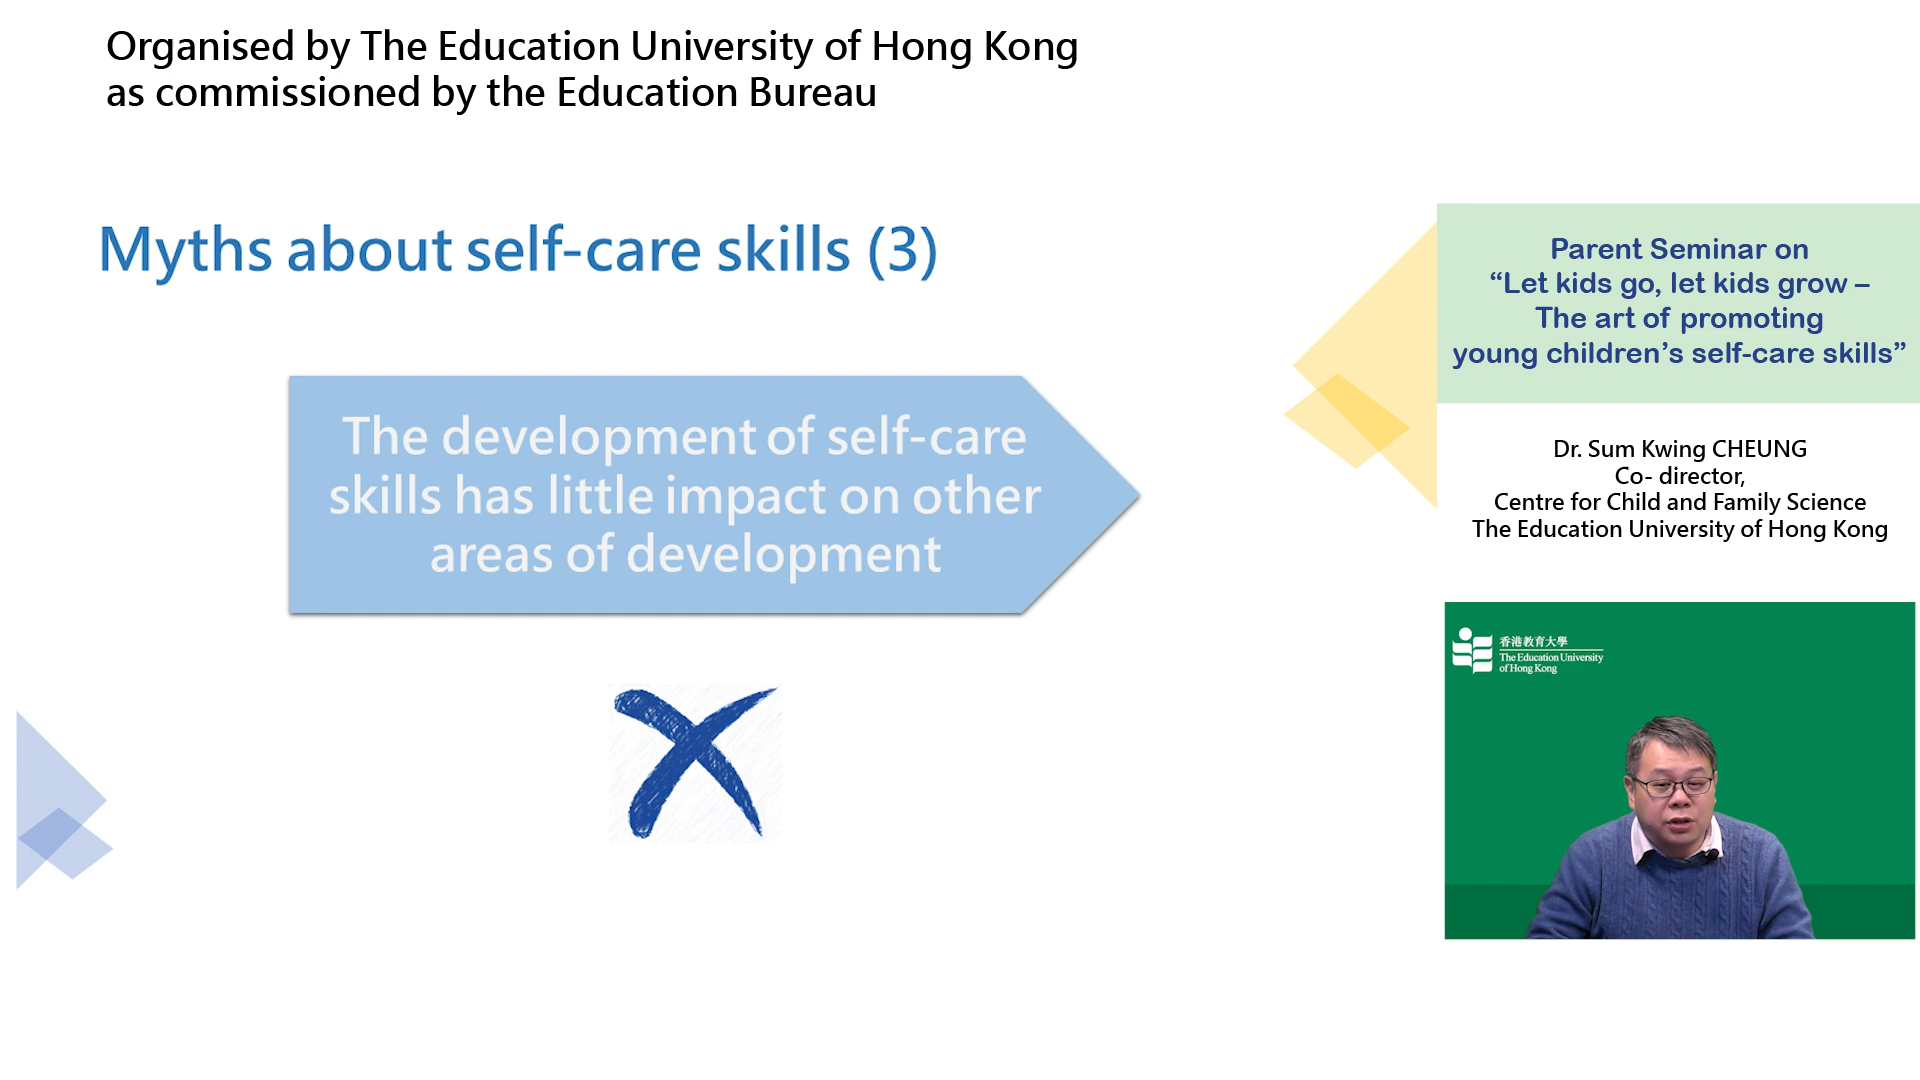 Organised by The Education University of Hong Kong
as commissioned by the Education Bureau
Myths about self-care skills (3)
The development of self-care
skills has little impact on other
areas of development
Parent Seminar on
“Let kids go, let kids grow –
The art of promoting
young children’s self-care skills”
Dr. Sum Kwing CHEUNG
Co- director,
Centre for Child and Family Science
The Education University of Hong Kong
香港教育大學
The Education University
of Hong Kong